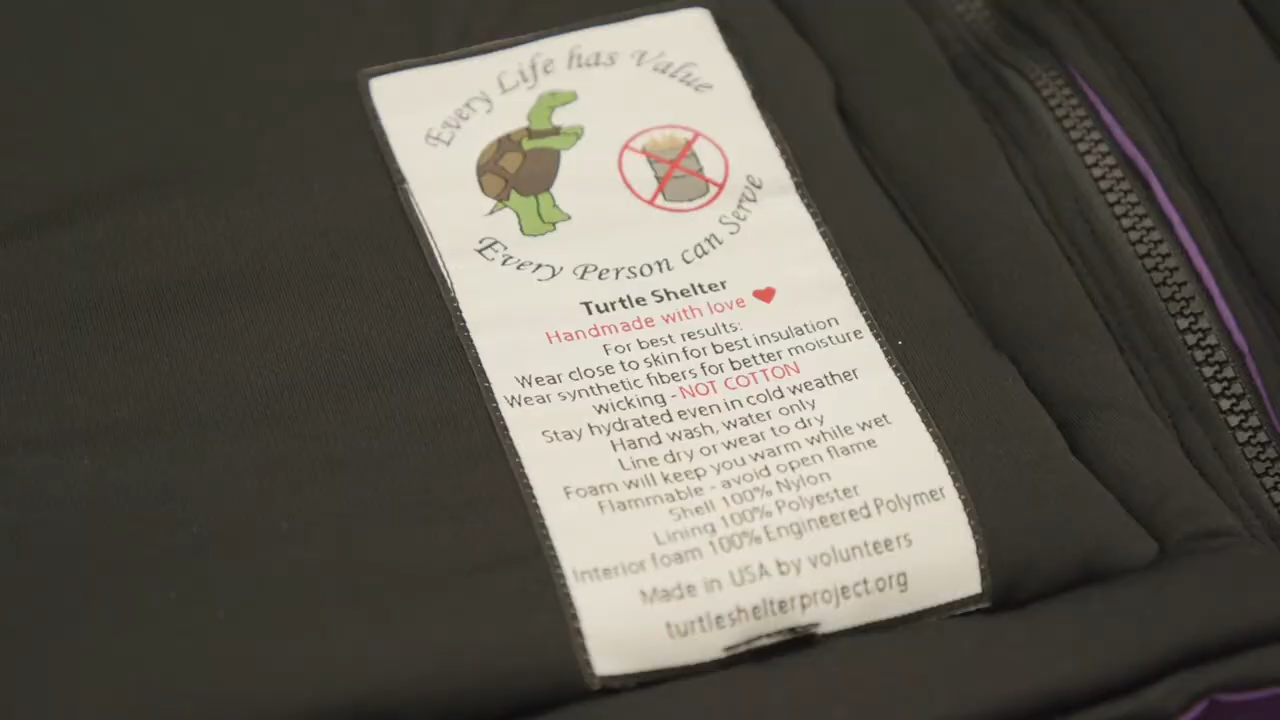 Every Life has Value
Every Person can Serve
Turtle Shelter
Handmade with love
For best results:
Wear close to skin for best insulation
Wear synthetic fibers for better moisture
wicking - NOT COTTON
Stay hydrated even in cold weather
Hand wash, water only
Line dry or wear to dry
Foam will keep you warm while wet
Flammable - avoid open flame
Shell 100% Nylon
Lining 100% Polyester
Interior foam 100% Engineered Polymer
Made in USA by volunteers
turtleshelterproject.org